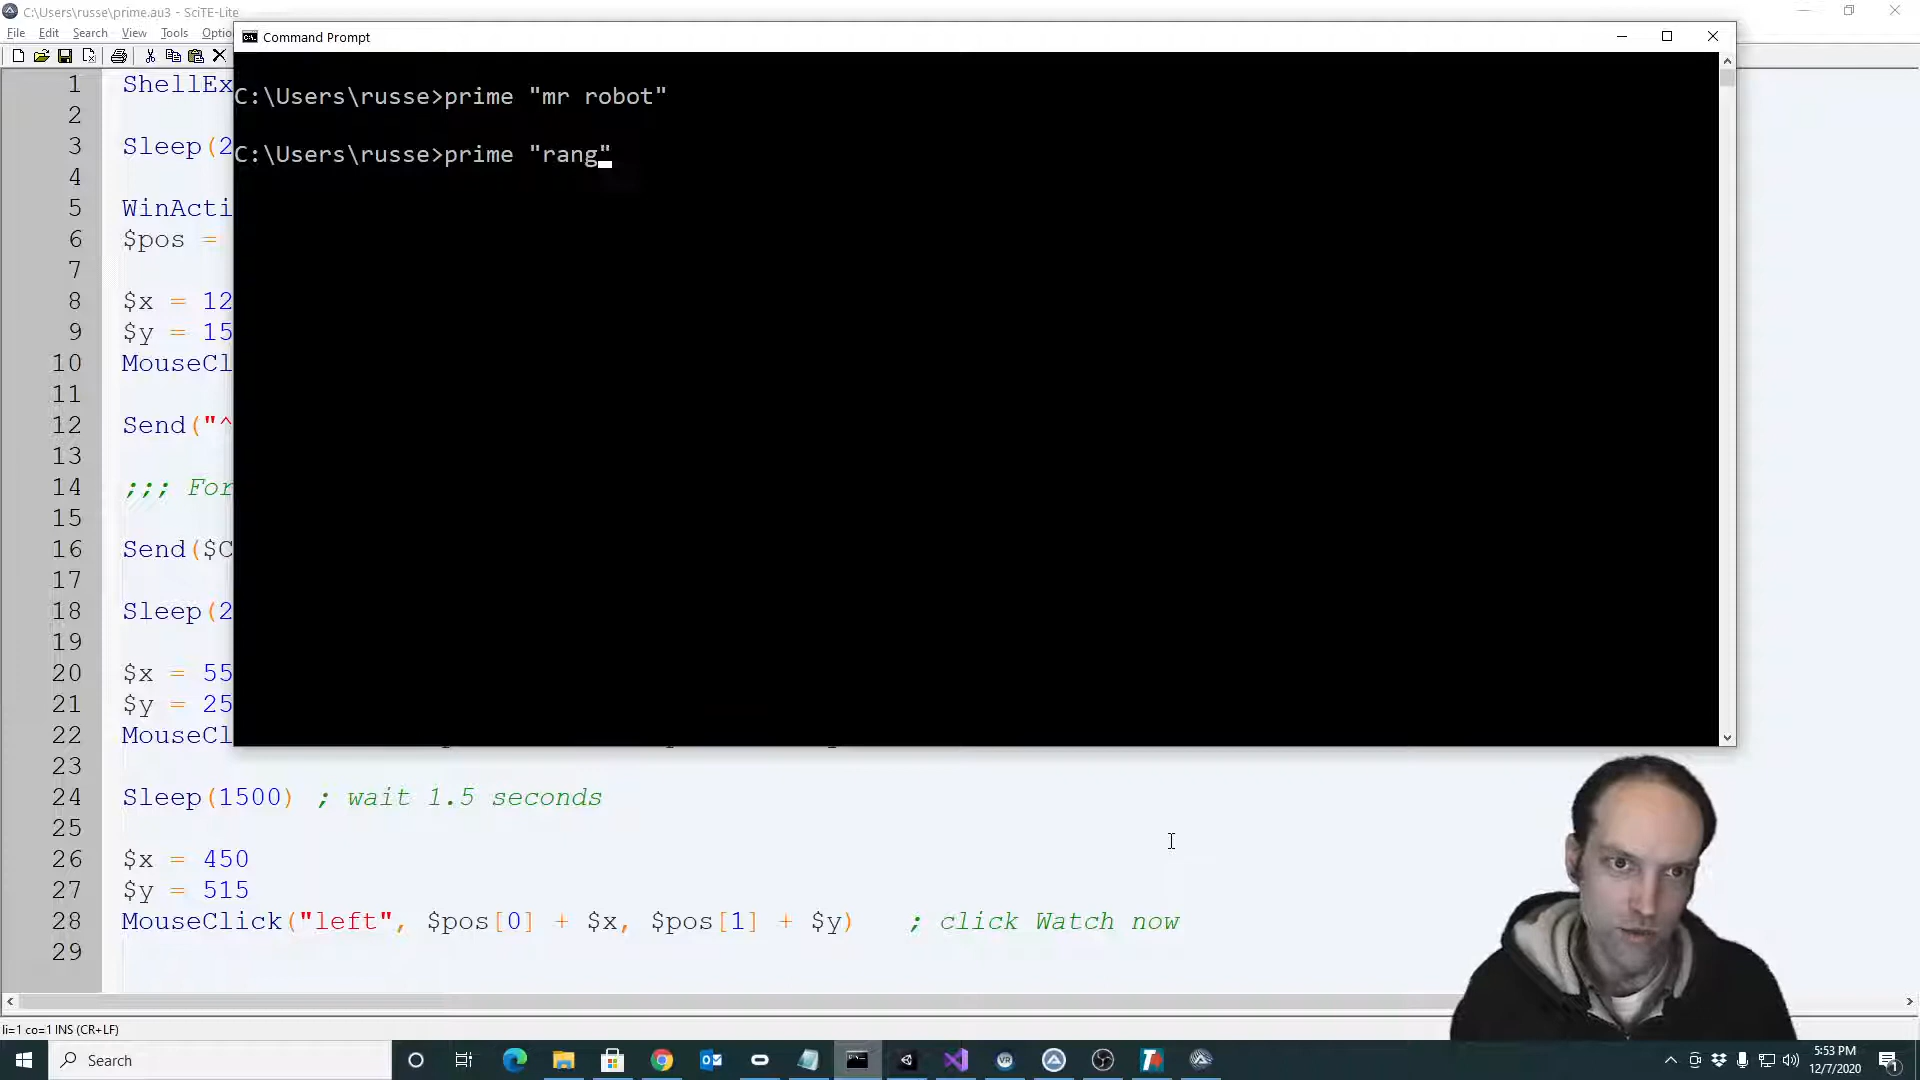 C:\Users\russe\prime.au3 - SciTE-Lite
File Edit Search View Tools Optio
Command Prompt
C:\Users\russe>prime "mr robot"
C:\Users\russe>prime "rang"
1 ShellEx
2
3 Sleep(2
4
5 WinActi
6 $pos =
7
8 $x = 12
9 $y = 15
10 MouseCl
11
12 Send("^
13
14 ;;; For
15
16 Send($C
17
18 Sleep(2
19
20 $x = 55
21 $y = 25
22 MouseCl
23
24 Sleep(1500) ; wait 1.5 seconds
25
26 $x = 450
27 $y = 515
28 MouseClick("left", $pos[0] + $x, $pos[1] + $y) ; click Watch now
29
li=1 co=1 INS (CR+LF)
Search
5:53 PM
12/7/2020